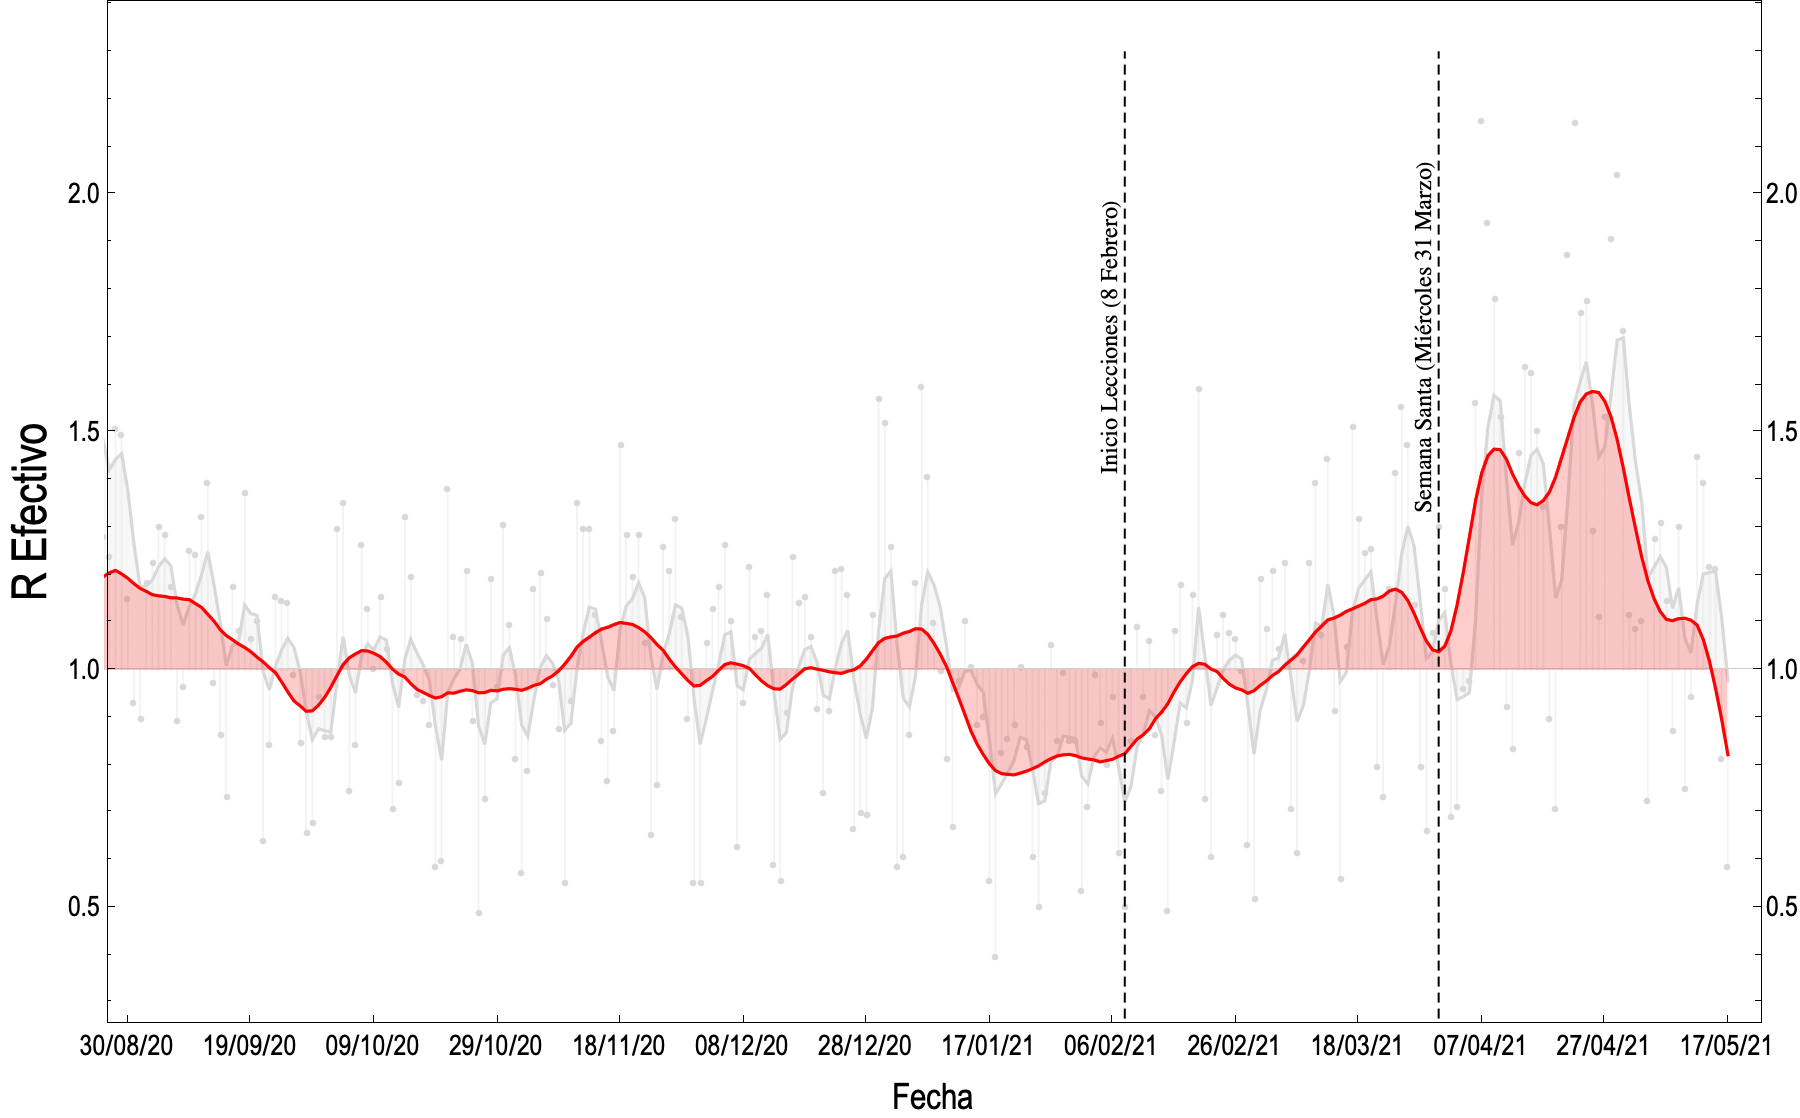 2.0
2.0
Inicio Lecciones (8 Febrero)
Semana Santa (Miércoles 31 Marzo)
1.5
1.5
R Efectivo
1.0
1.0
0.5
0.5
30/08/20 19/09/20 09/10/20 29/10/20 18/11/20 08/12/20 28/12/20 17/01/21 06/02/21 26/02/21 18/03/21 07/04/21 27/04/21 17/05/21
Fecha